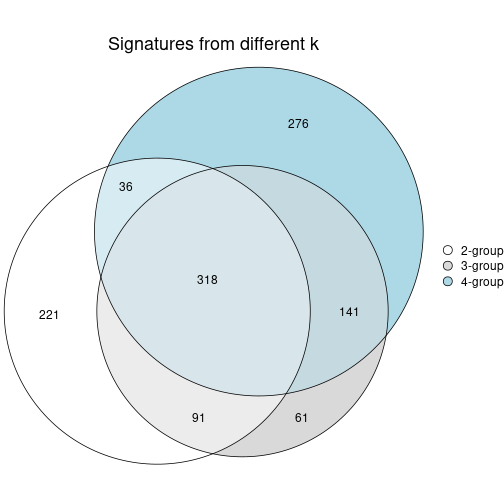 Signatures from different k
276
36
318
221
141
91
61
2-group
3-group
4-group